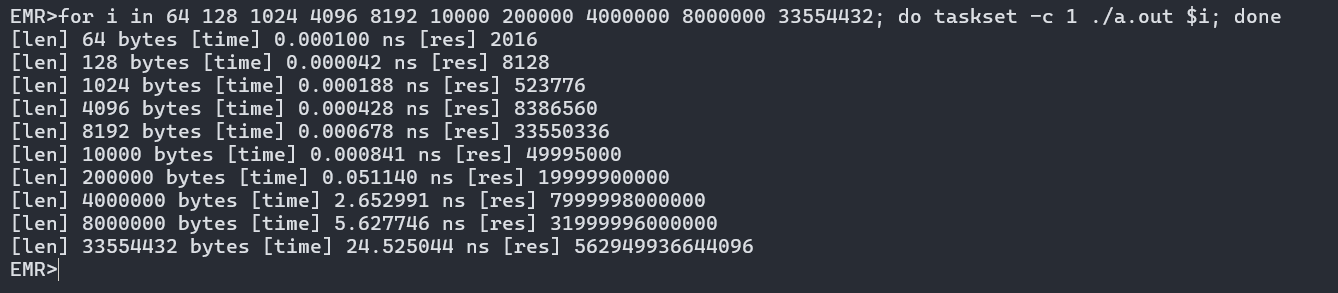 EMR>for i in 64 128 1024 4096 8192 10000 200000 4000000 8000000 33554432; do taskset -c 1 ./a.out $i; done
[len] 64 bytes [time] 0.000100 ns [res] 2016
[len] 128 bytes [time] 0.000042 ns [res] 8128
[len] 1024 bytes [time] 0.000188 ns [res] 523776
[len] 4096 bytes [time] 0.000428 ns [res] 8386560
[len] 8192 bytes [time] 0.000678 ns [res] 33550336
[len] 10000 bytes [time] 0.000841 ns [res] 49995000
[len] 200000 bytes [time] 0.051140 ns [res] 19999900000
[len] 4000000 bytes [time] 2.652991 ns [res] 7999998000000
[len] 8000000 bytes [time] 5.627746 ns [res] 31999996000000
[len] 33554432 bytes [time] 24.525044 ns [res] 562949936644096
EMR>